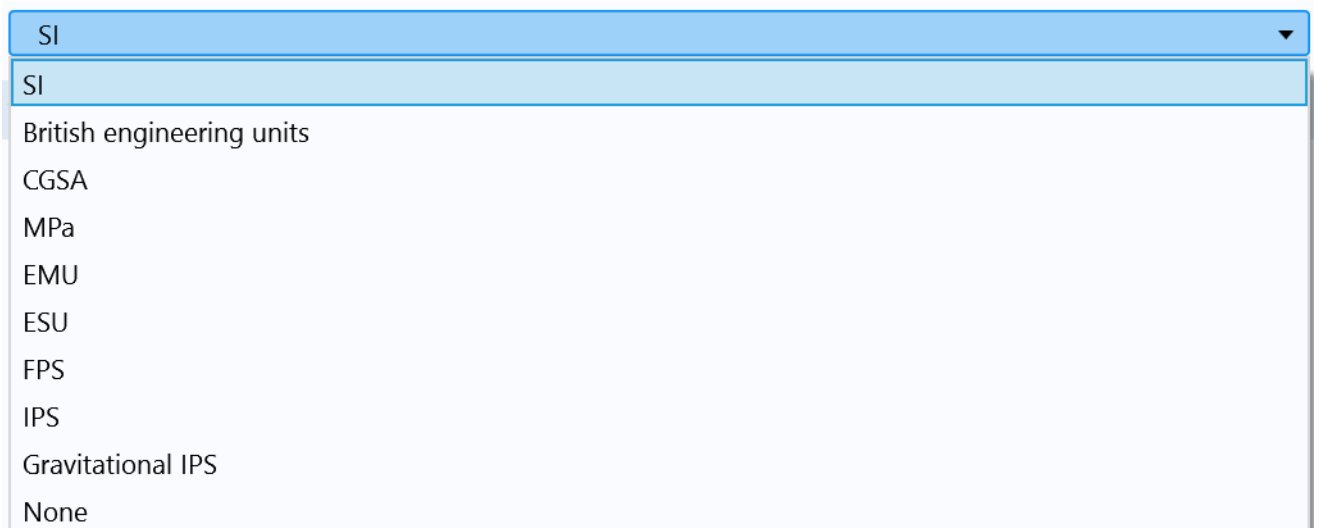 SI
SI
British engineering units
CGSA
MPa
EMU
ESU
FPS
IPS
Gravitational IPS
None